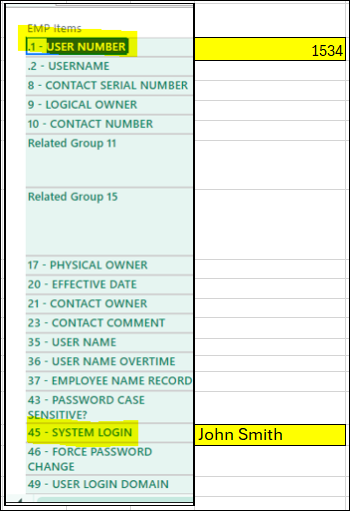 EMP Items
.1 - USER NUMBER 1534
.2 - USERNAME
8 - CONTACT SERIAL NUMBER
9 - LOGICAL OWNER
10 - CONTACT NUMBER
Related Group 11
Related Group 15
17 - PHYSICAL OWNER
20 - EFFECTIVE DATE
21 - CONTACT OWNER
23 - CONTACT COMMENT
35 - USER NAME
36 - USER NAME OVERTIME
37 - EMPLOYEE NAME RECORD
43 - PASSWORD CASE
SENSITIVE?
45 - SYSTEM LOGIN John Smith
46 - FORCE PASSWORD
CHANGE
49 - USER LOGIN DOMAIN